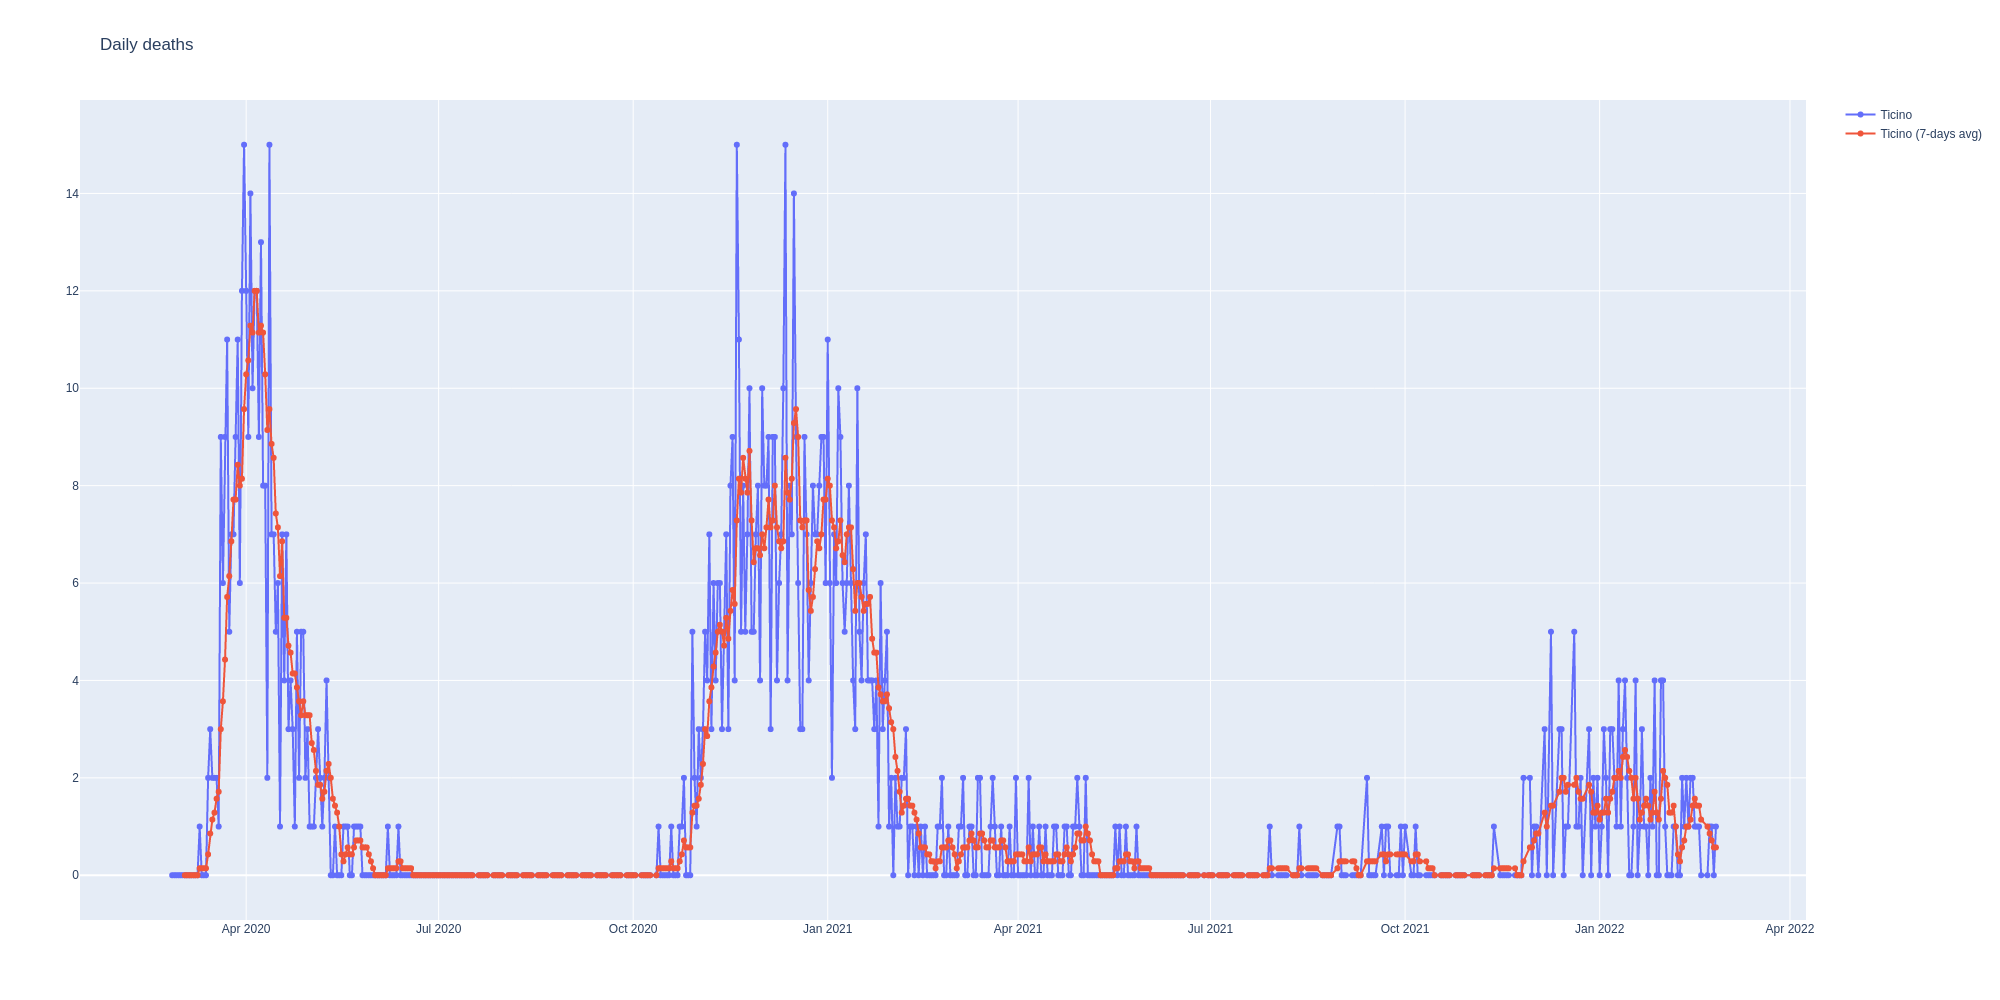 Daily deaths
Ticino
Ticino (7-days avg)
14
12
10
8
6
4
2
0
Apr 2020
Jul 2020
Oct 2020
Jan 2021
Apr 2021
Jul 2021
Oct 2021
Jan 2022
Apr 2022